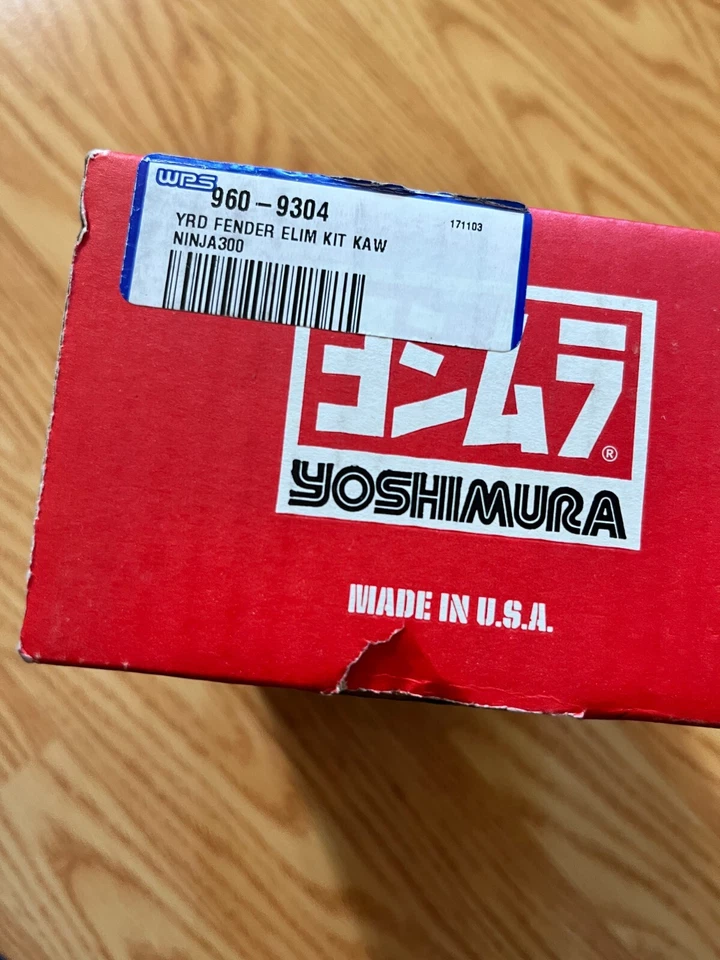 WPS
960-9304
171103
YRD FENDER ELIM KIT KAW
NINJA300
ヨシムラ
®
YOSHIMURA
MADE IN U.S.A.